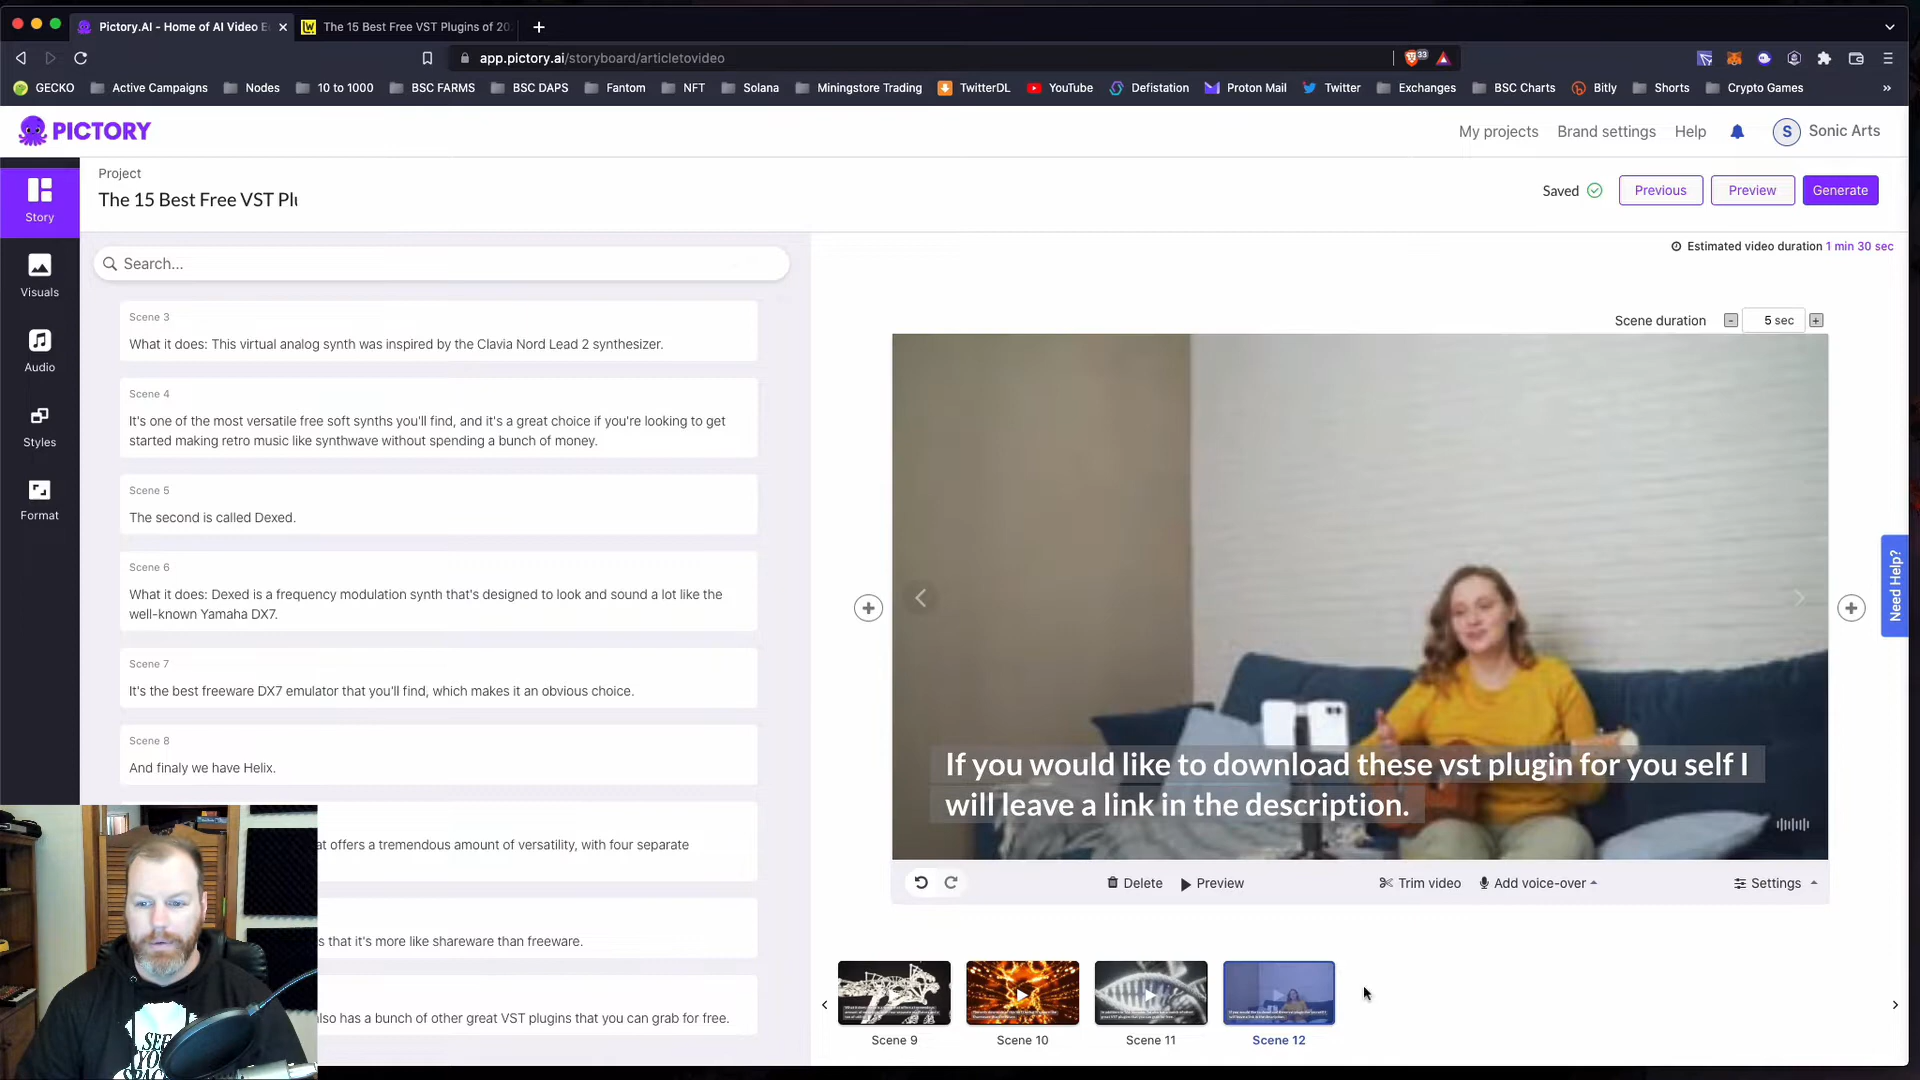 Pictory.AI - Home of AI Video E
The 15 Best Free VST Plugins of 20
app.pictory.ai/storyboard/articletovideo
33
GECKO
Active Campaigns
Nodes
10 to 1000
BSC FARMS
BSC DAPS
Fantom
NFT
Solana
Miningstore Trading
TwitterDL
YouTube
Defistation
Proton Mail
Twitter
Exchanges
BSC Charts
Bitly
Shorts
Crypto Games
PICTORY
My projects
Brand settings
Help
S
Sonic Arts
Story
Visuals
Audio
Styles
Format
Project
The 15 Best Free VST Plu
Saved
Previous
Preview
Generate
Search...
Estimated video duration 1 min 30 sec
Scene 3
What it does: This virtual analog synth was inspired by the Clavia Nord Lead 2 synthesizer.
Scene 4
It's one of the most versatile free soft synths you'll find, and it's a great choice if you're looking to get
started making retro music like synthwave without spending a bunch of money.
Scene 5
The second is called Dexed.
Scene 6
What it does: Dexed is a frequency modulation synth that's designed to look and sound a lot like the
well-known Yamaha DX7.
Scene 7
It's the best freeware DX7 emulator that you'll find, which makes it an obvious choice.
Scene 8
And finaly we have Helix.
at offers a tremendous amount of versatility, with four separate
s that it's more like shareware than freeware.
lso has a bunch of other great VST plugins that you can grab for free.
Scene duration
- 5 sec +
If you would like to download these vst plugin for you self I
will leave a link in the description.
Delete
Preview
Trim video
Add voice-over
Settings
Need Help?
Scene 9
Scene 10
Scene 11
Scene 12
SEE
YOU
SPACE